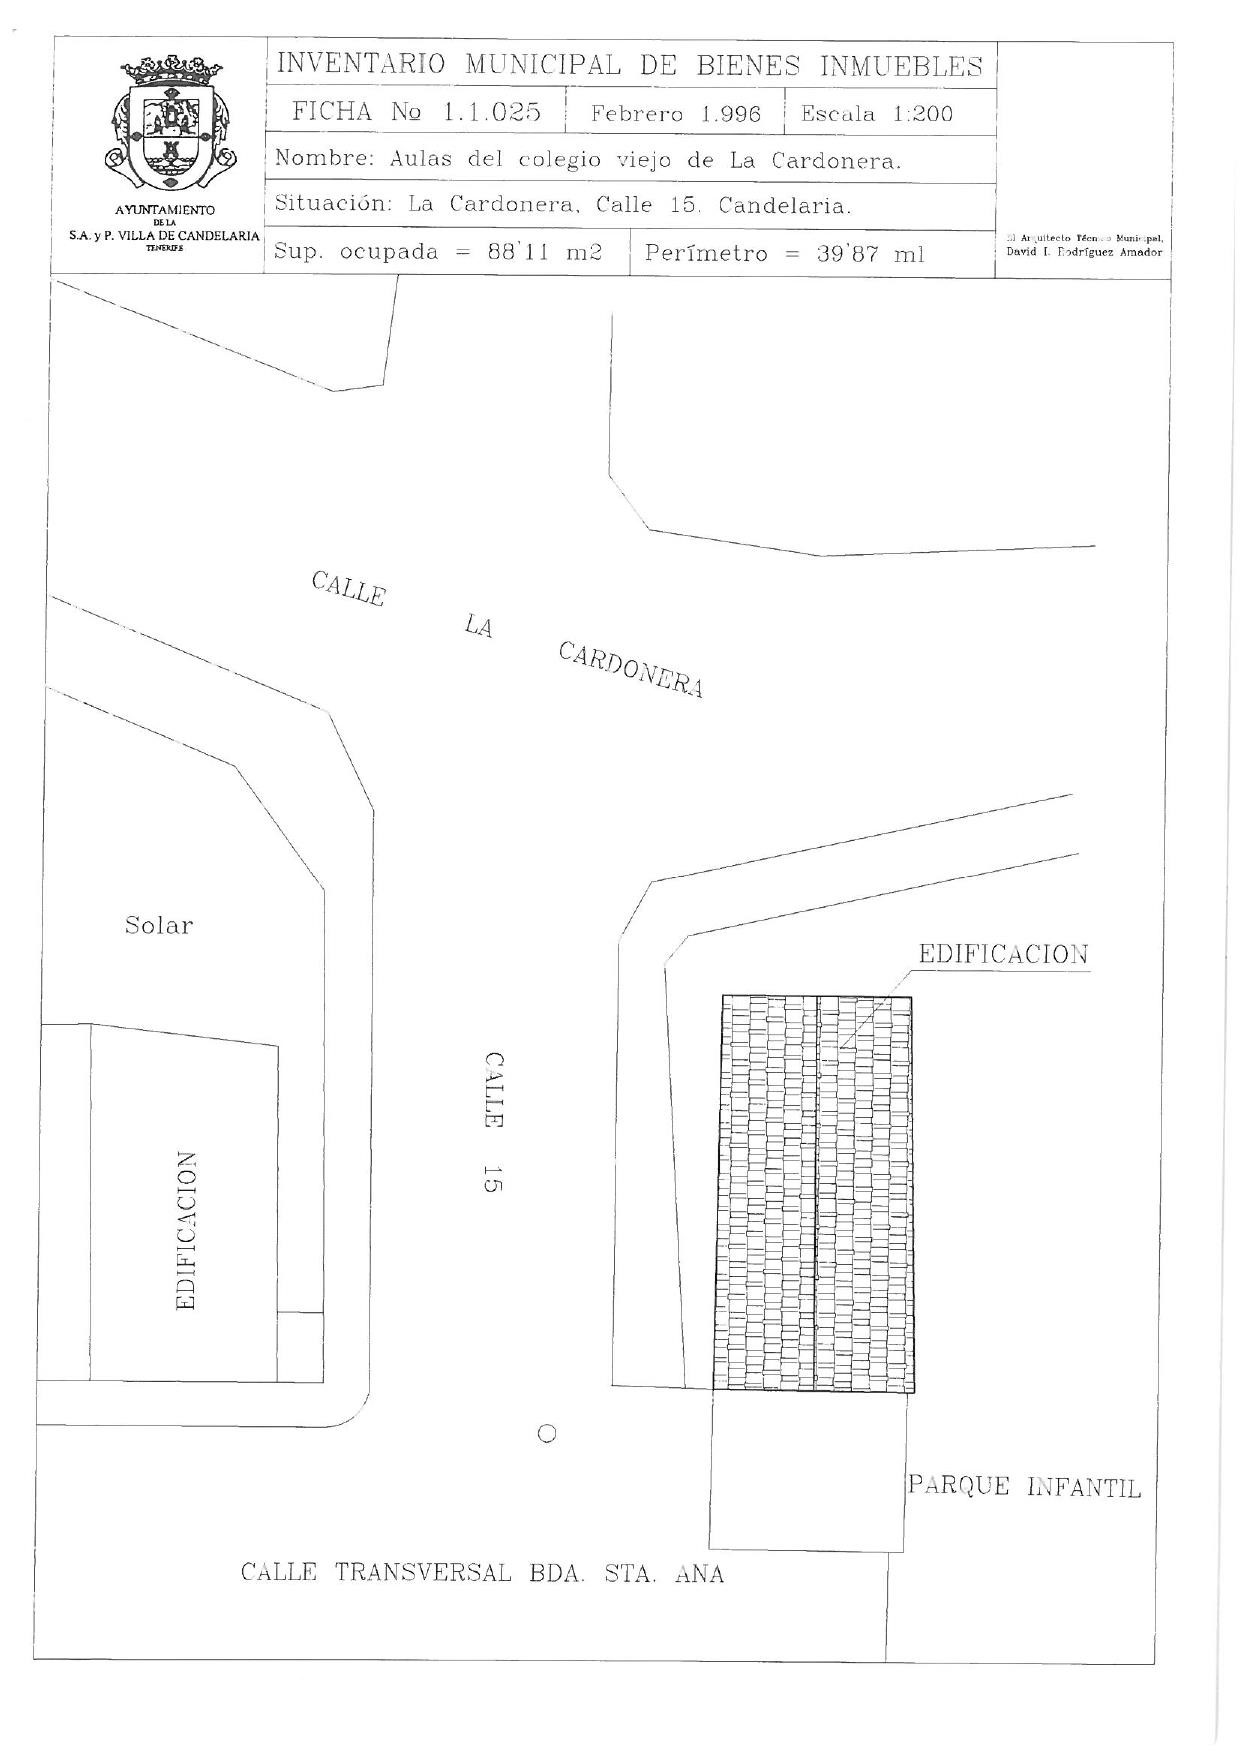 INVENTARIO MUNICIPAL DE BIENES INMUEBLES
FICHA Nº 1.1.025 Febrero 1.996 Escala 1:200
Nombre: Aulas del colegio viejo de La Cardonera.
Situación: La Cardonera, Calle 15. Candelaria.
Sup. ocupada = 88'11 m2 Perímetro = 39'87 ml
AYUNTAMIENTO
DE LA
S.A. y P. VILLA DE CANDELARIA
TENERIFE
El Arquitecto Técnico Municipal,
David I. Rodríguez Amador
CALLE LA CARDONERA
Solar
EDIFICACION
CALLE 15
EDIFICACION
PARQUE INFANTIL
CALLE TRANSVERSAL BDA. STA. ANA